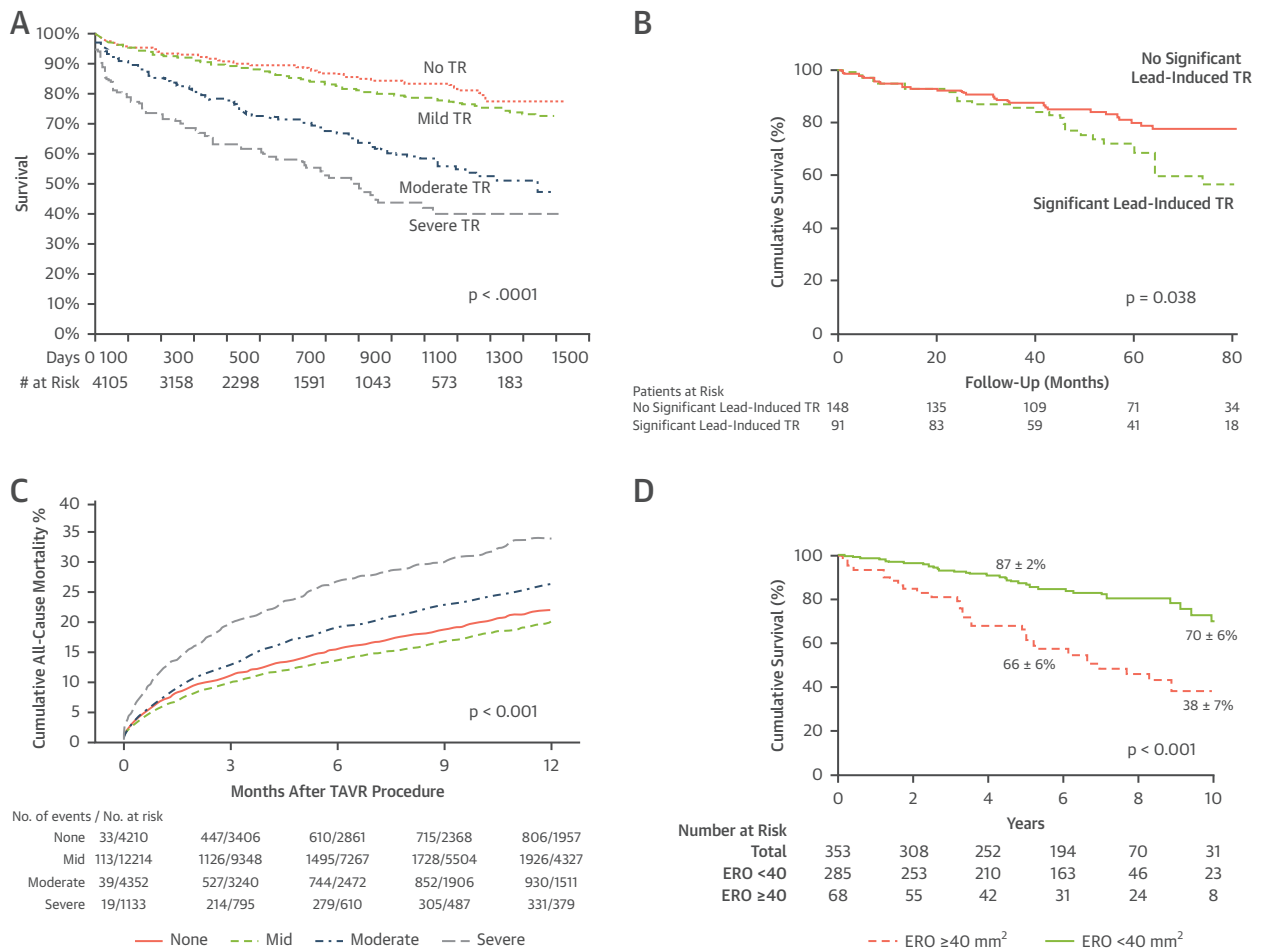 A
100%
90%
80%
70%
60%
50%
40%
30%
20%
10%
0%
Survival
No TR
Mild TR
Moderate TR
Severe TR
p < .0001
Days 0 100 300 500 700 900 1100 1300 1500
# at Risk 4105 3158 2298 1591 1043 573 183
B
100
80
60
40
20
0
Cumulative Survival (%)
No Significant
Lead-Induced TR
Significant Lead-Induced TR
p = 0.038
0 20 40 60 80
Follow-Up (Months)
Patients at Risk
No Significant Lead-Induced TR 148 135 109 71 34
Significant Lead-Induced TR 91 83 59 41 18
C
40
35
30
25
20
15
10
5
0
Cumulative All-Cause Mortality %
p < 0.001
0 3 6 9 12
Months After TAVR Procedure
No. of events / No. at risk
None 33/4210 447/3406 610/2861 715/2368 806/1957
Mid 113/12214 1126/9348 1495/7267 1728/5504 1926/4327
Moderate 39/4352 527/3240 744/2472 852/1906 930/1511
Severe 19/1133 214/795 279/610 305/487 331/379
None Mid Moderate Severe
D
100
80
60
40
20
0
Cumulative Survival (%)
87 ± 2%
70 ± 6%
66 ± 6%
38 ± 7%
p < 0.001
0 2 4 6 8 10
Years
Number at Risk
Total 353 308 252 194 70 31
ERO <40 285 253 210 163 46 23
ERO ≥40 68 55 42 31 24 8
ERO ≥40 mm² ERO <40 mm²